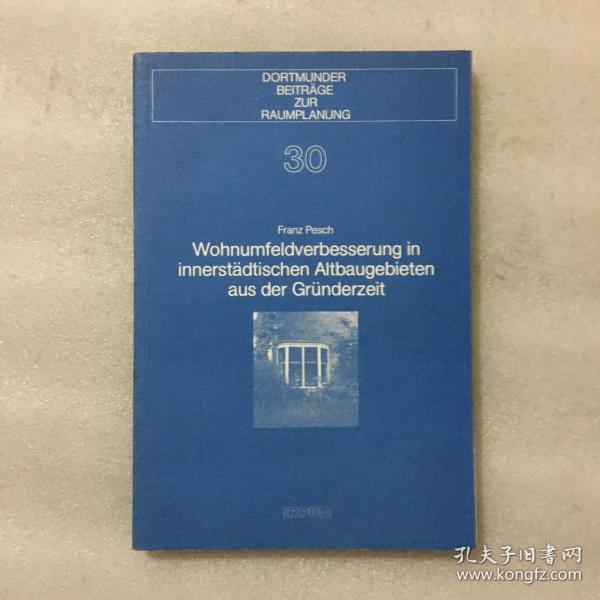 DORTMUNDER
BEITRÄGE
ZUR
RAUMPLANUNG
30
Franz Pesch
Wohnumfeldverbesserung in
innerstädtischen Altbaugebieten
aus der Gründerzeit
IRPUD
孔夫子旧書网
www.kongfz.com